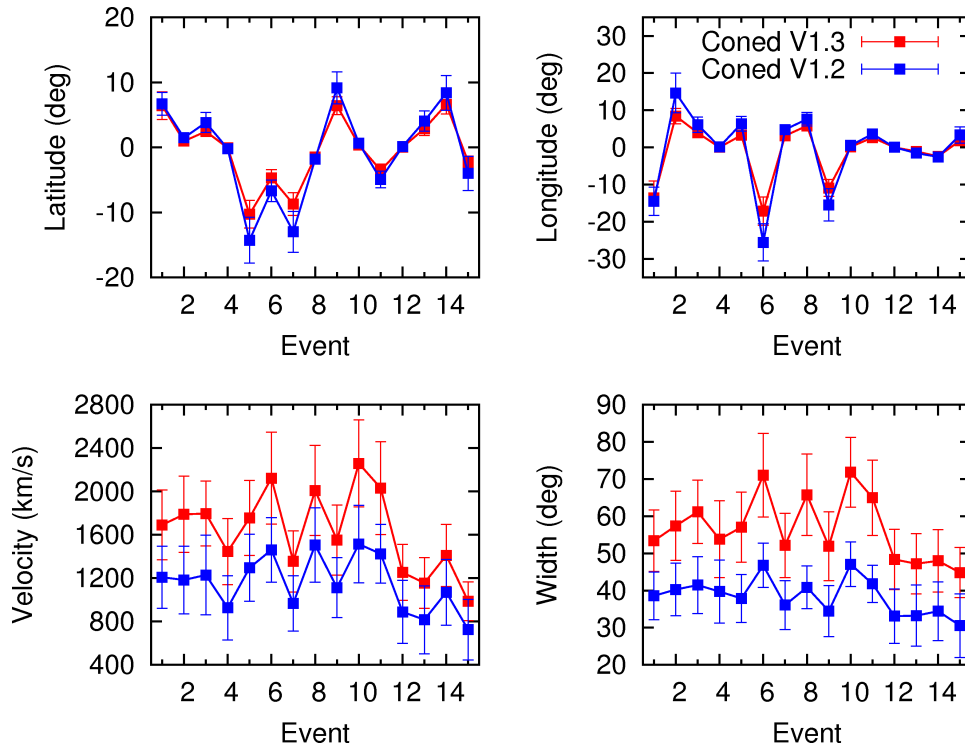 20
10
0
-10
-20
Latitude (deg)
2 4 6 8 10 12 14
Event
30
20
10
0
-10
-20
-30
Longitude (deg)
Coned V1.3
Coned V1.2
2 4 6 8 10 12 14
Event
2800
2400
2000
1600
1200
800
400
Velocity (km/s)
2 4 6 8 10 12 14
Event
90
80
70
60
50
40
30
20
Width (deg)
2 4 6 8 10 12 14
Event